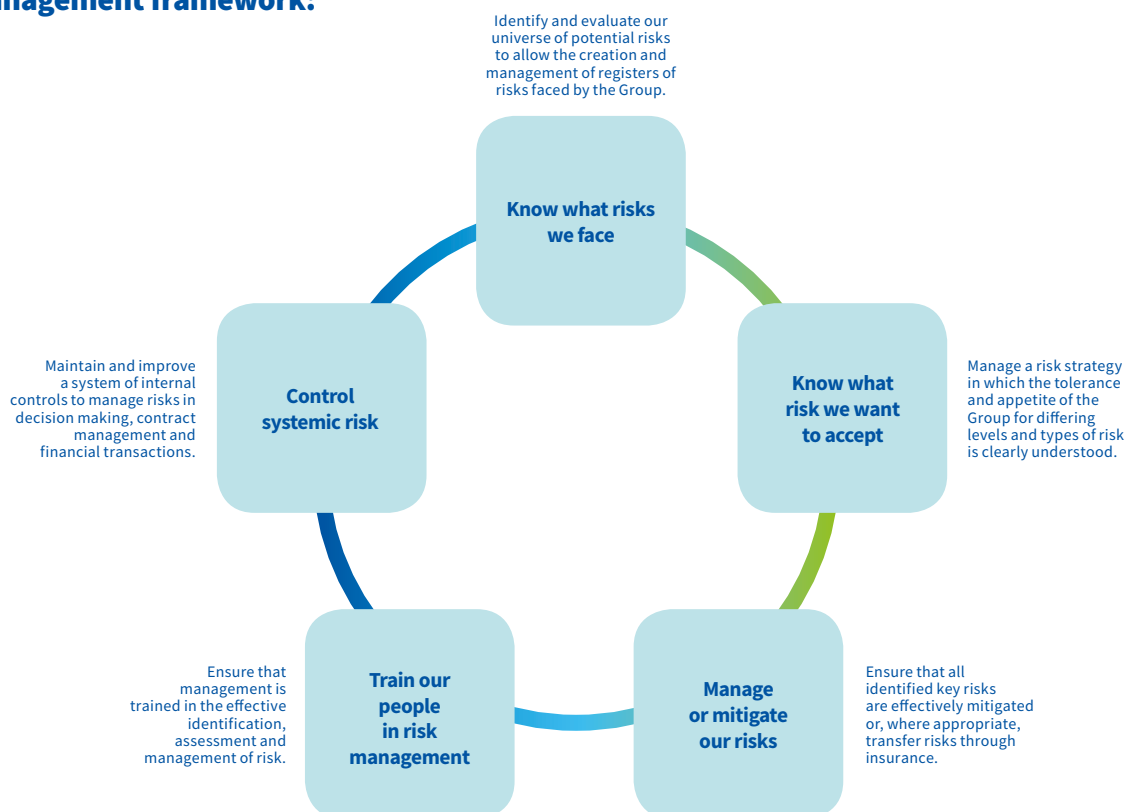 framework:
Identify and evaluate our
universe of potential risks
to allow the creation and
management of registers of
risks faced by the Group.
Know what risks
we face
Know what
risk we want
to accept
Manage a risk strategy
in which the tolerance
and appetite of the
Group for differing
levels and types of risk
is clearly understood.
Manage
or mitigate
our risks
Ensure that all
identified key risks
are effectively mitigated
or, where appropriate,
transfer risks through
insurance.
Train our
people
in risk
management
Ensure that
management is
trained in the effective
identification,
assessment and
management of risk.
Control
systemic risk
Maintain and improve
a system of internal
controls to manage risks in
decision making, contract
management and
financial transactions.